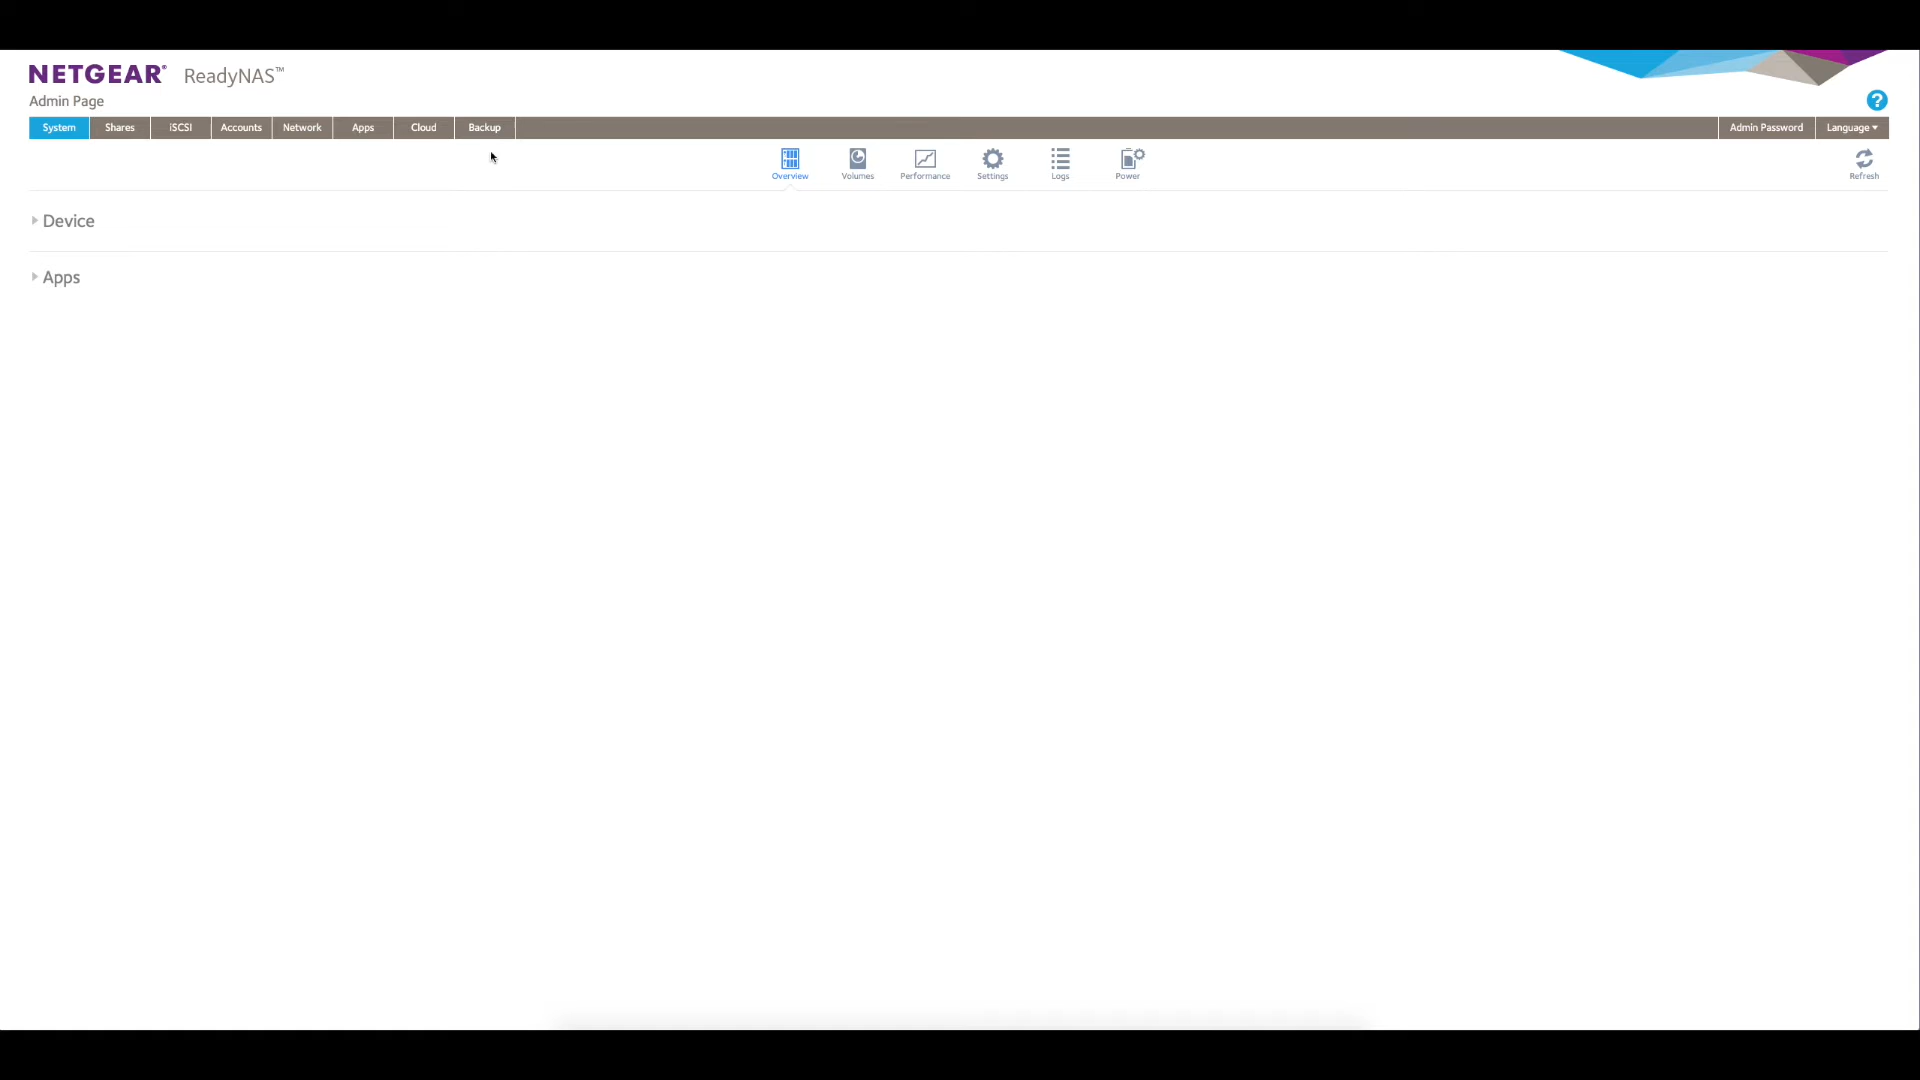 NETGEAR® ReadyNAS™
Admin Page
?
System Shares iSCSI Accounts Network Apps Cloud Backup Admin Password Language ▾
Overview Volumes Performance Settings Logs Power Refresh
Device
Apps